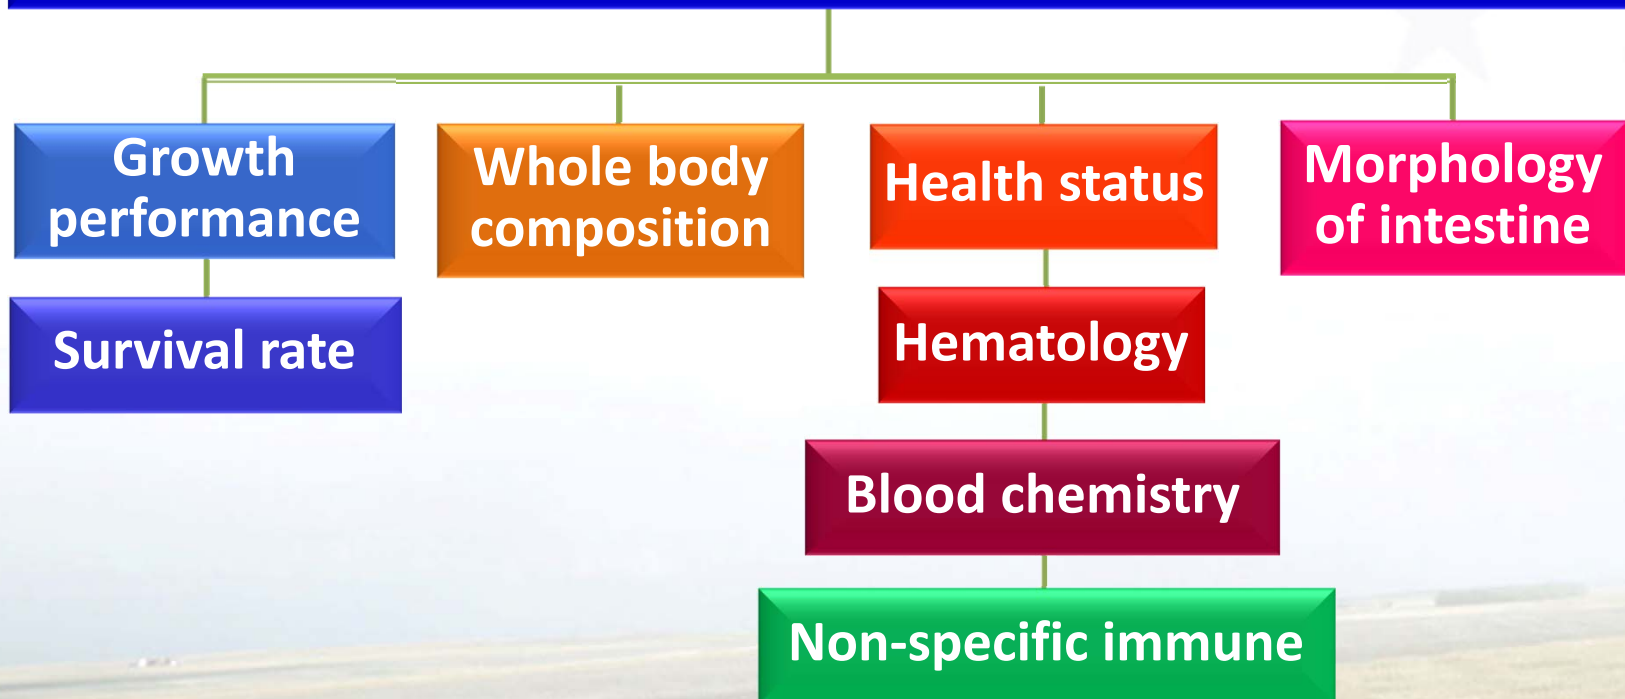 Growth
performance
Whole body
composition
Health status
Morphology
of intestine
Survival rate
Hematology
Blood chemistry
Non-specific immune